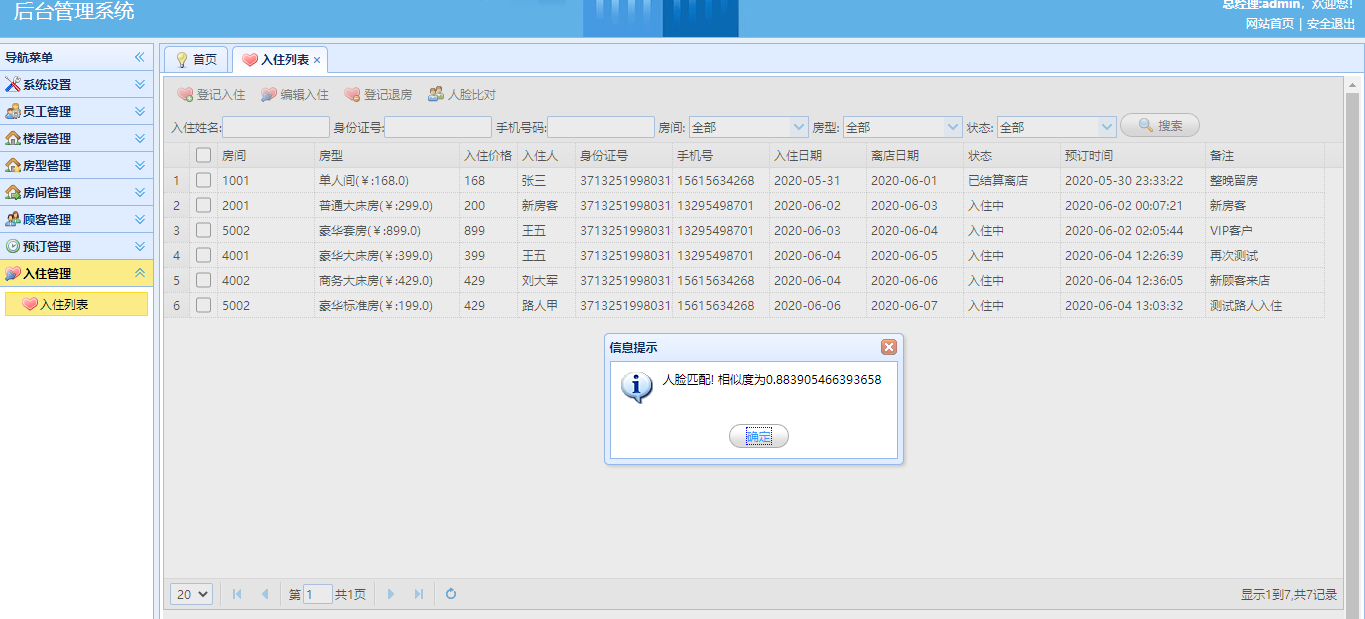 后台管理系统
总经理:admin，欢迎您!
网站首页 | 安全退出
导航菜单
系统设置
员工管理
楼层管理
房型管理
房间管理
顾客管理
预订管理
入住管理
入住列表
首页 入住列表
登记入住 编辑入住 登记退房 人脸比对
入住姓名: 身份证号: 手机号码: 房间: 全部 房型: 全部 状态: 全部 搜索
房间 房型 入住价格 入住人 身份证号 手机号 入住日期 离店日期 状态 预订时间 备注
1 1001 单人间(￥:168.0) 168 张三 3713251998031 15615634268 2020-05-31 2020-06-01 已结算离店 2020-05-30 23:33:22 整晚留房
2 2001 普通大床房(￥:299.0) 200 新房客 3713251998031 13295498701 2020-06-02 2020-06-03 入住中 2020-06-02 00:07:21 新房客
3 5002 豪华套房(￥:899.0) 899 王五 3713251998031 13295498701 2020-06-03 2020-06-04 入住中 2020-06-02 02:05:44 VIP客户
4 4001 豪华大床房(￥:399.0) 399 王五 3713251998031 13295498701 2020-06-04 2020-06-05 入住中 2020-06-04 12:26:39 再次测试
5 4002 商务大床房(￥:429.0) 429 刘大军 3713251998031 15615634268 2020-06-04 2020-06-06 入住中 2020-06-04 12:36:05 新顾客来店
6 5002 豪华标准房(￥:199.0) 429 路人甲 3713251998031 15615634268 2020-06-06 2020-06-07 入住中 2020-06-04 13:03:32 测试路人入住
信息提示
人脸匹配! 相似度为0.883905466393658
确定
20 第 1 共1页 显示1到7,共7记录